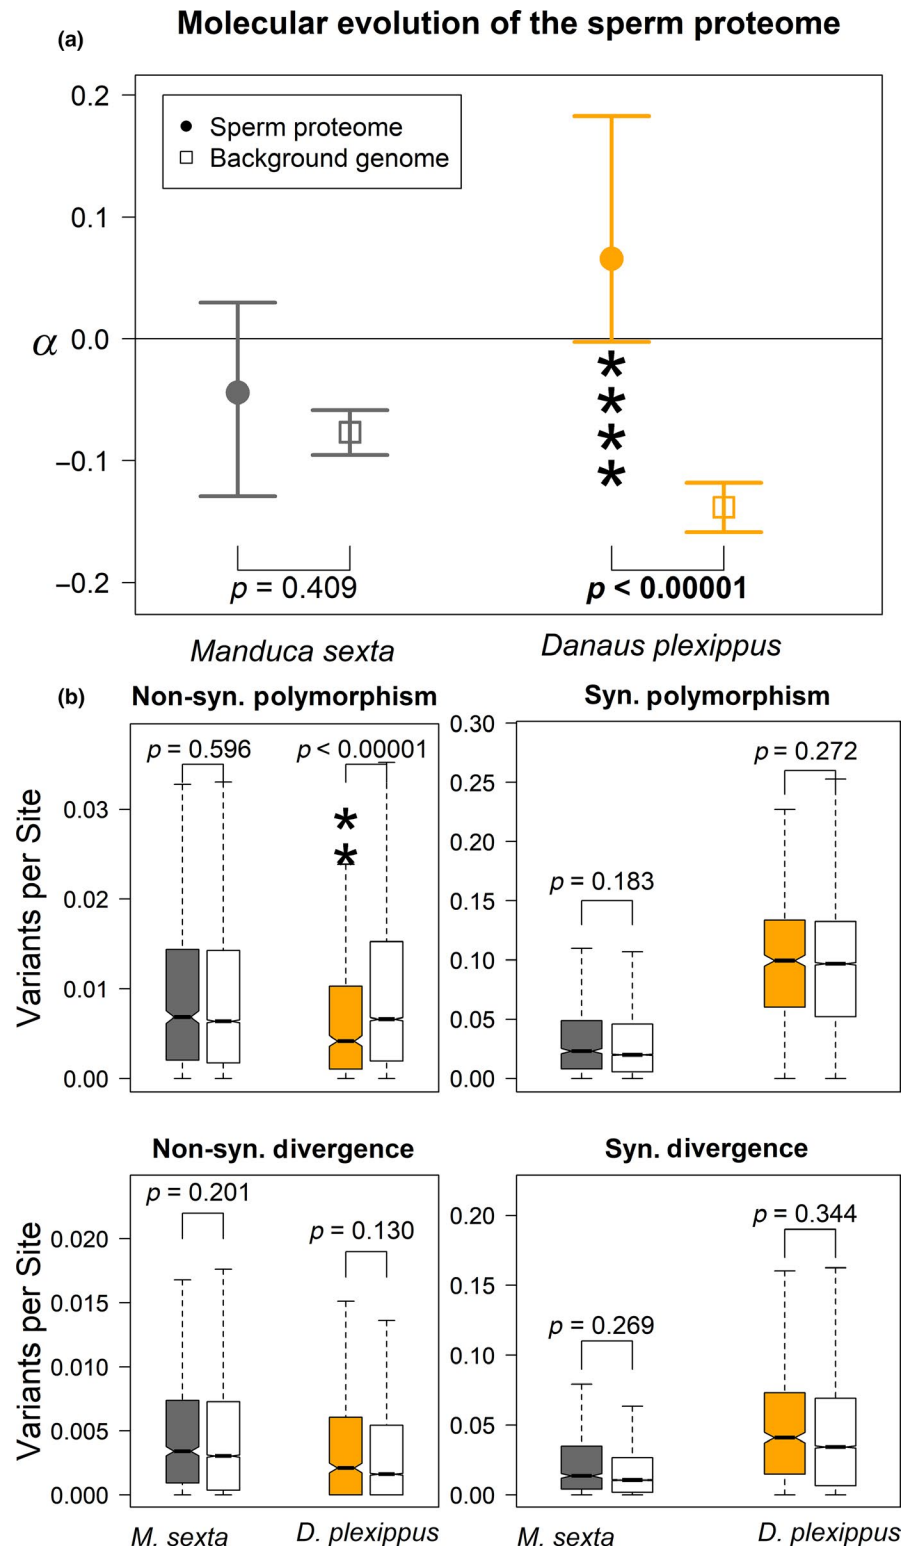 Molecular evolution of the sperm proteome
(a)
0.2
0.1
0.0
−0.1
−0.2
α
Sperm proteome
Background genome
*
*
*
*
p = 0.409
p < 0.00001
Manduca sexta
Danaus plexippus
(b)
Non-syn. polymorphism
Variants per Site
0.03
0.02
0.01
0.00
p = 0.596
p < 0.00001
*
*
Syn. polymorphism
0.30
0.25
0.20
0.15
0.10
0.05
0.00
p = 0.183
p = 0.272
Non-syn. divergence
Variants per Site
0.020
0.015
0.010
0.005
0.000
p = 0.201
p = 0.130
M. sexta
D. plexippus
Syn. divergence
0.20
0.15
0.10
0.05
0.00
p = 0.269
p = 0.344
M. sexta
D. plexippus